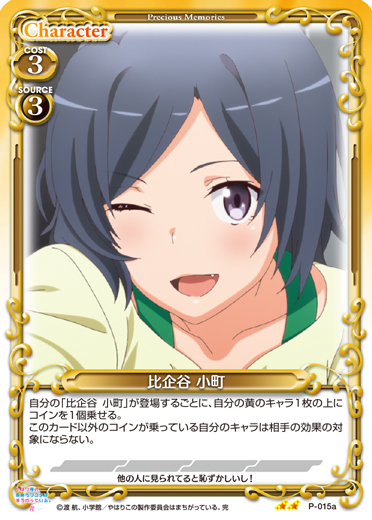 Precious Memories
Character
COST
3
SOURCE
3
比企谷 小町
自分の「比企谷 小町」が登場するごとに、自分の黄のキャラ1枚の上に
コインを1個乗せる。
このカード以外のコインが乗っている自分のキャラは相手の効果の対
象にならない。
他の人に見られてると恥ずかしいし!
©渡 航、小学館/やはりこの製作委員会はまちがっている。完
P-015a